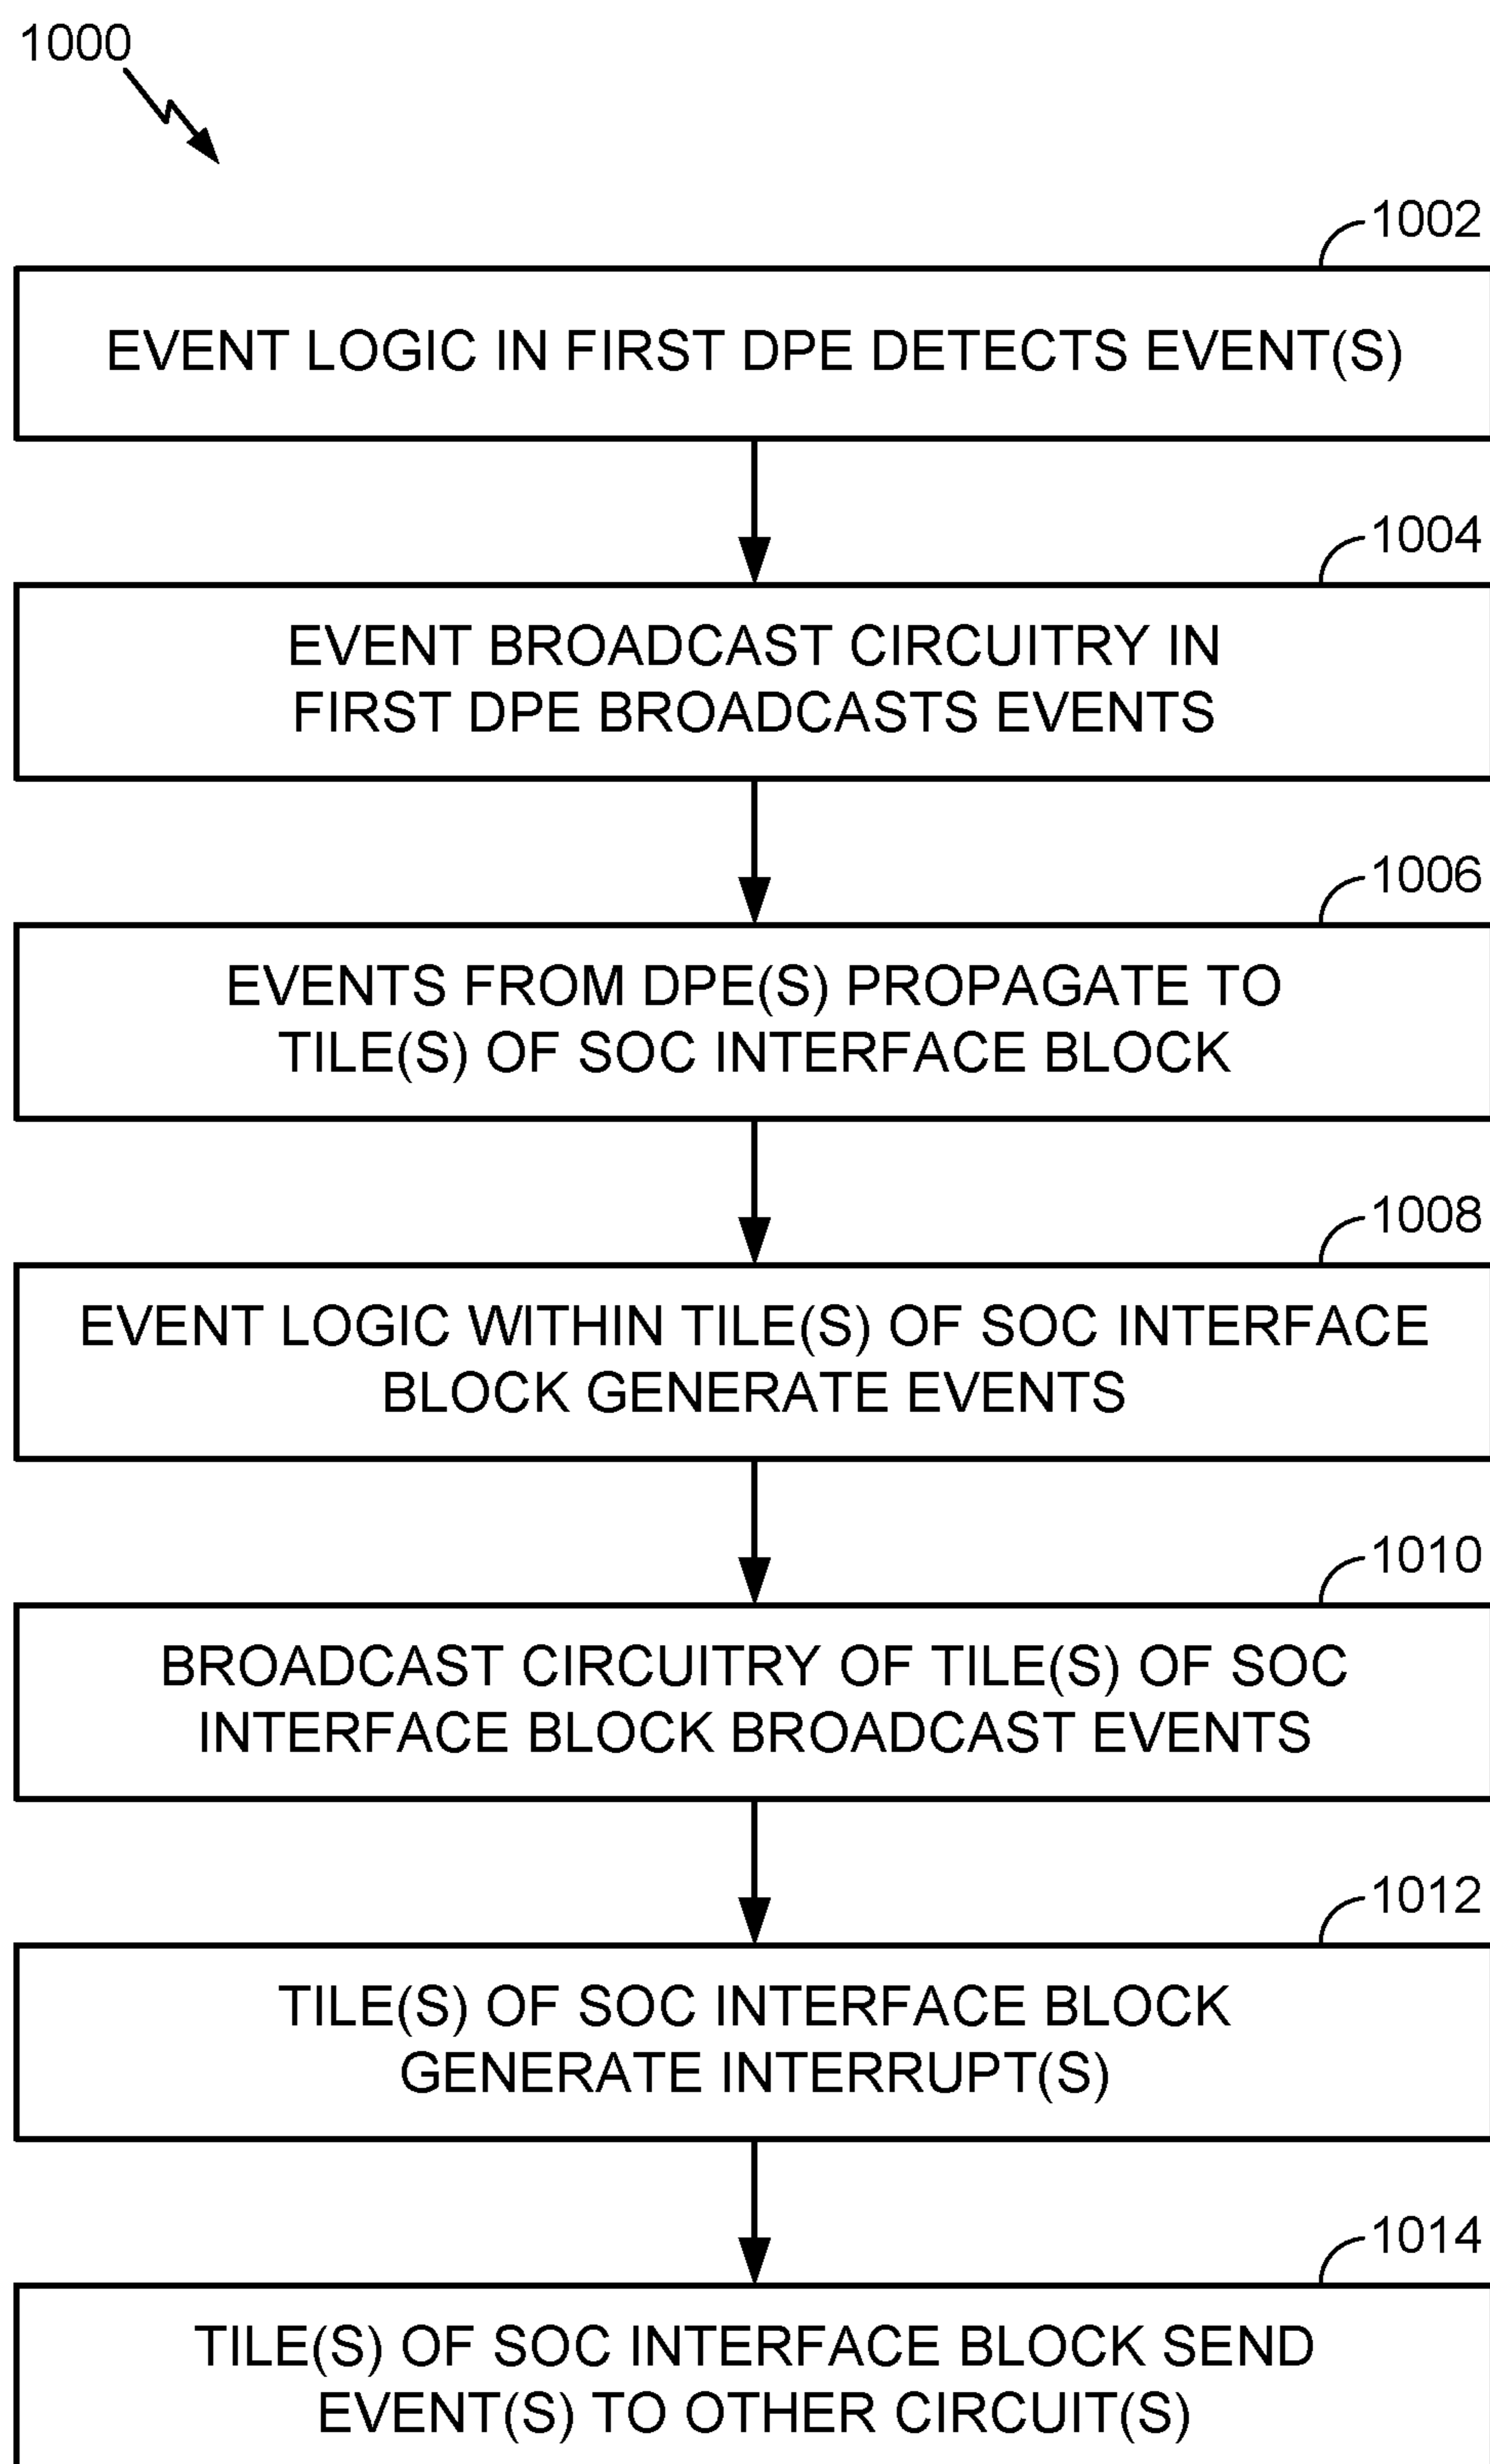 1000
1002
EVENT LOGIC IN FIRST DPE DETECTS EVENT(S)
1004
EVENT BROADCAST CIRCUITRY IN
FIRST DPE BROADCASTS EVENTS
1006
EVENTS FROM DPE(S) PROPAGATE TO
TILE(S) OF SOC INTERFACE BLOCK
1008
EVENT LOGIC WITHIN TILE(S) OF SOC INTERFACE
BLOCK GENERATE EVENTS
1010
BROADCAST CIRCUITRY OF TILE(S) OF SOC
INTERFACE BLOCK BROADCAST EVENTS
1012
TILE(S) OF SOC INTERFACE BLOCK
GENERATE INTERRUPT(S)
1014
TILE(S) OF SOC INTERFACE BLOCK SEND
EVENT(S) TO OTHER CIRCUIT(S)